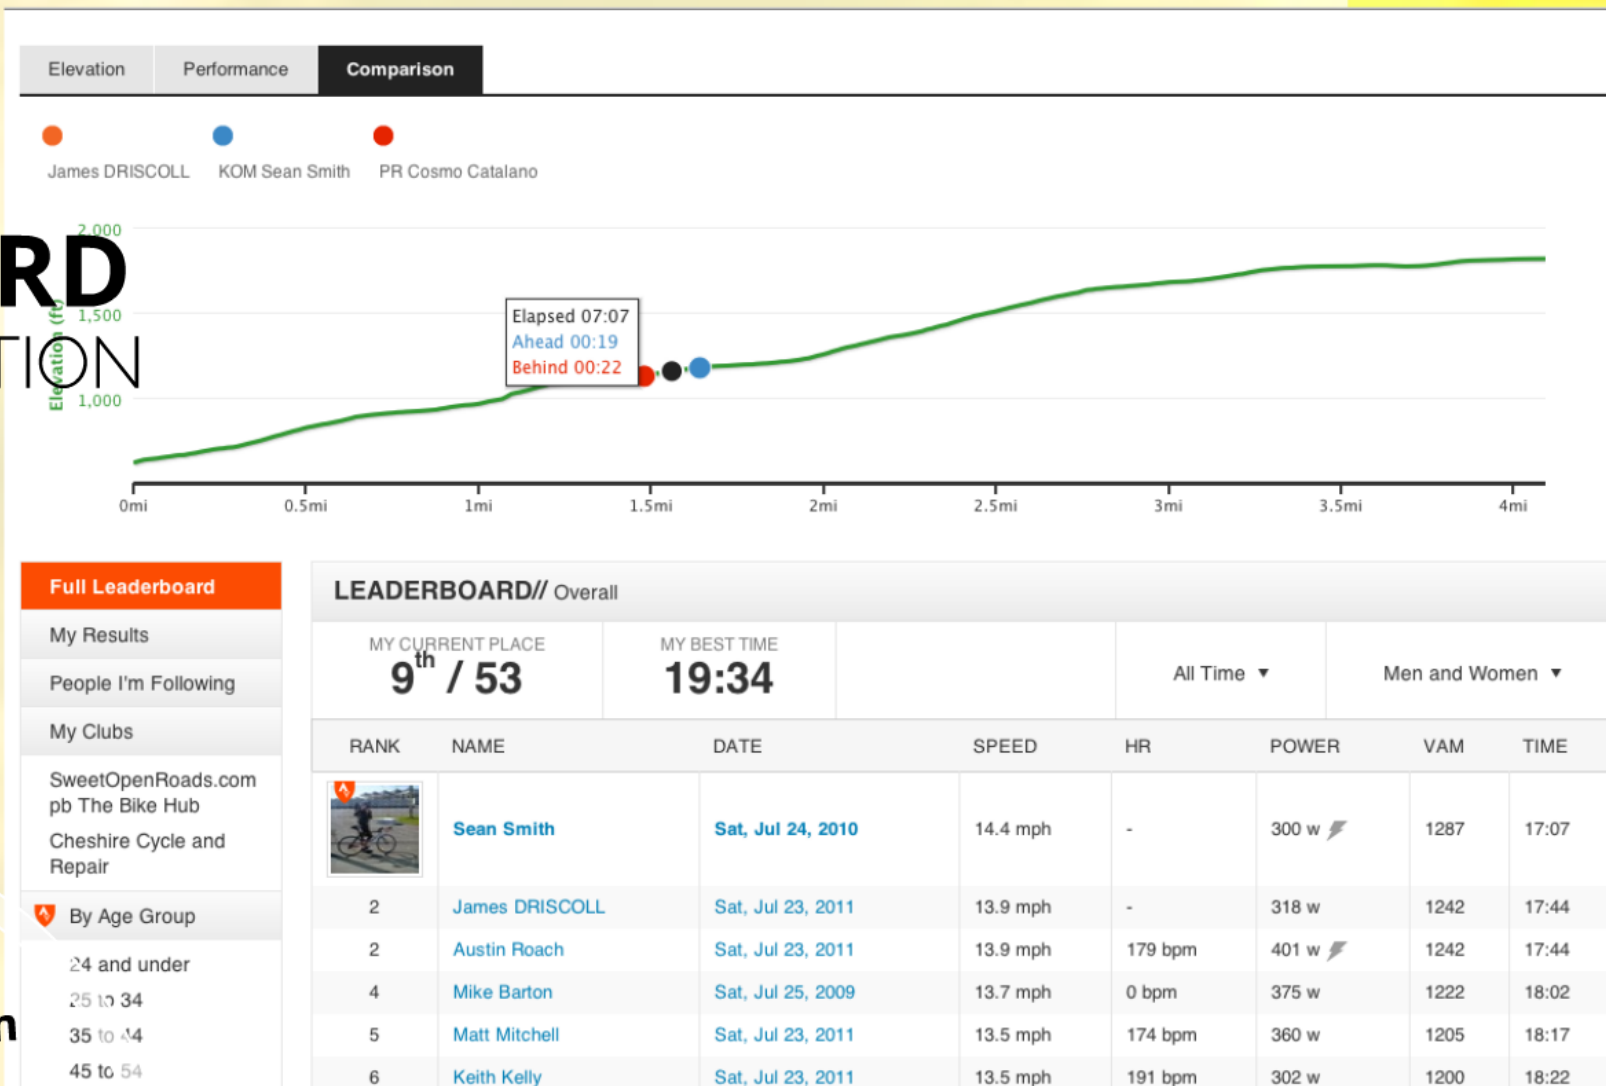 Elevation Performance Comparison
James DRISCOLL KOM Sean Smith PR Cosmo Catalano
2,000
RD
1,500
TION
1,000
Elevation (ft)
Elapsed 07:07
Ahead 00:19
Behind 00:22
0mi 0.5mi 1mi 1.5mi 2mi 2.5mi 3mi 3.5mi 4mi
Full Leaderboard
My Results
People I'm Following
My Clubs
SweetOpenRoads.com
pb The Bike Hub
Cheshire Cycle and
Repair
By Age Group
24 and under
25 to 34
35 to 44
45 to 54
n
LEADERBOARD// Overall
MY CURRENT PLACE MY BEST TIME
9th / 53 19:34 All Time ▼ Men and Women ▼
RANK NAME DATE SPEED HR POWER VAM TIME
Sean Smith Sat, Jul 24, 2010 14.4 mph - 300 w 1287 17:07
2 James DRISCOLL Sat, Jul 23, 2011 13.9 mph - 318 w 1242 17:44
2 Austin Roach Sat, Jul 23, 2011 13.9 mph 179 bpm 401 w 1242 17:44
4 Mike Barton Sat, Jul 25, 2009 13.7 mph 0 bpm 375 w 1222 18:02
5 Matt Mitchell Sat, Jul 23, 2011 13.5 mph 174 bpm 360 w 1205 18:17
6 Keith Kelly Sat, Jul 23, 2011 13.5 mph 191 bpm 302 w 1200 18:22